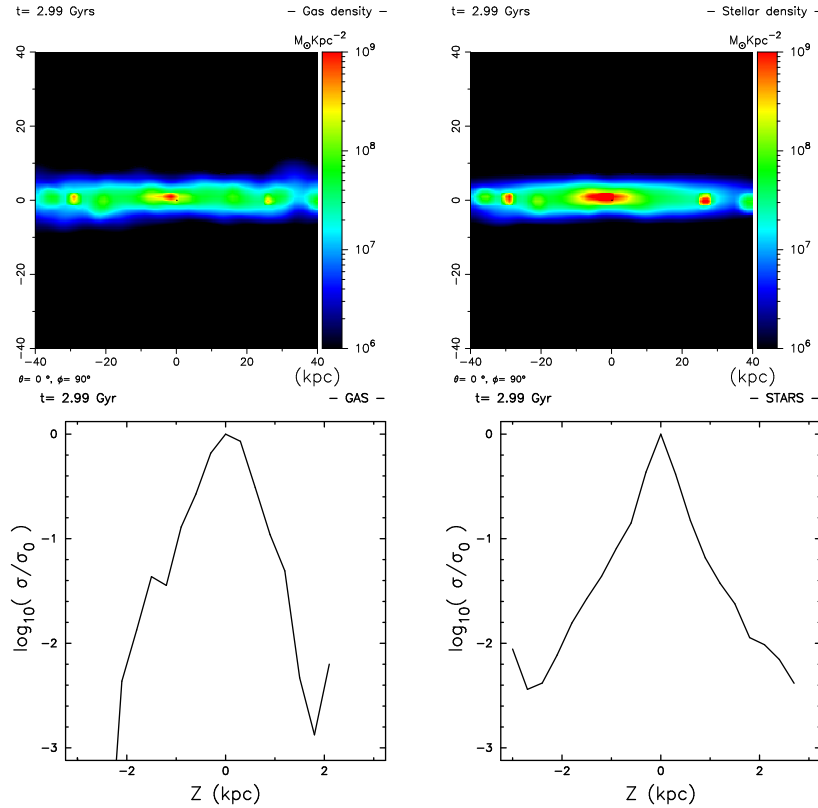 t= 2.99 Gyrs — Gas density —
M⊙Kpc⁻²
10⁹
10⁸
10⁷
10⁶
40
20
0
−20
−40
−40 −20 0 20 40
(kpc)
θ= 0 °, ϕ= 90°
t= 2.99 Gyrs — Stellar density —
M⊙Kpc⁻²
10⁹
10⁸
10⁷
10⁶
40
20
0
−20
−40
−40 −20 0 20 40
(kpc)
θ= 0 °, ϕ= 90°
t= 2.99 Gyr — GAS —
log₁₀( σ/σ₀ )
0
−1
−2
−3
−2 0 2
Z (kpc)
t= 2.99 Gyr — STARS —
log₁₀( σ/σ₀ )
0
−1
−2
−3
−2 0 2
Z (kpc)